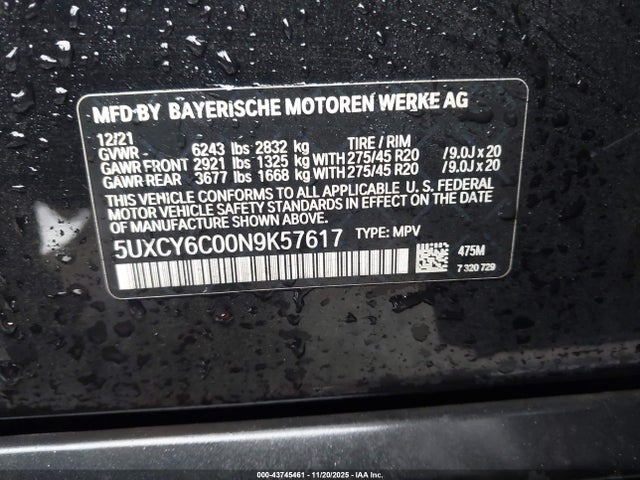 MFD BY BAYERISCHE MOTOREN WERKE AG
12/21 TIRE / RIM
GVWR 6243 lbs 2832 kg
GAWR FRONT 2921 lbs 1325 kg WITH 275/45 R20 / 9.0J x 20
GAWR REAR 3677 lbs 1668 kg WITH 275/45 R20 / 9.0J x 20
THIS VEHICLE CONFORMS TO ALL APPLICABLE U. S. FEDERAL
MOTOR VEHICLE SAFETY STANDARDS IN EFFECT ON THE DATE
OF MANUFACTURE SHOWN ABOVE.
5UXCY6C00N9K57617 TYPE: MPV
475M
7 320 729
000-43745461 - 11/20/2025 - IAA Inc.